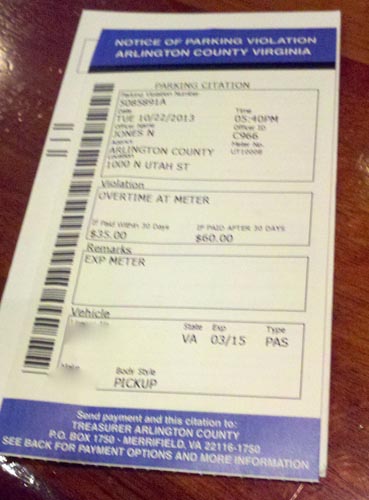 NOTICE OF PARKING VIOLATION
ARLINGTON COUNTY VIRGINIA
PARKING CITATION
Parking Violation Number
5085891A
Date Time
TUE 10/22/2013 05:40PM
Officer Name Officer ID
JONES N C966
Agency Meter No.
ARLINGTON COUNTY UT1000B
Location
1000 N UTAH ST
Violation
OVERTIME AT METER
If Paid Within 30 Days IF PAID AFTER 30 DAYS
$35.00 $60.00
Remarks
EXP METER
Vehicle
State Exp Type
VA 03/15 PAS
Body Style
PICKUP
Send payment and this citation to:
TREASURER ARLINGTON COUNTY
P.O. BOX 1750 - MERRIFIELD, VA 22116-1750
SEE BACK FOR PAYMENT OPTIONS AND MORE INFORMATION